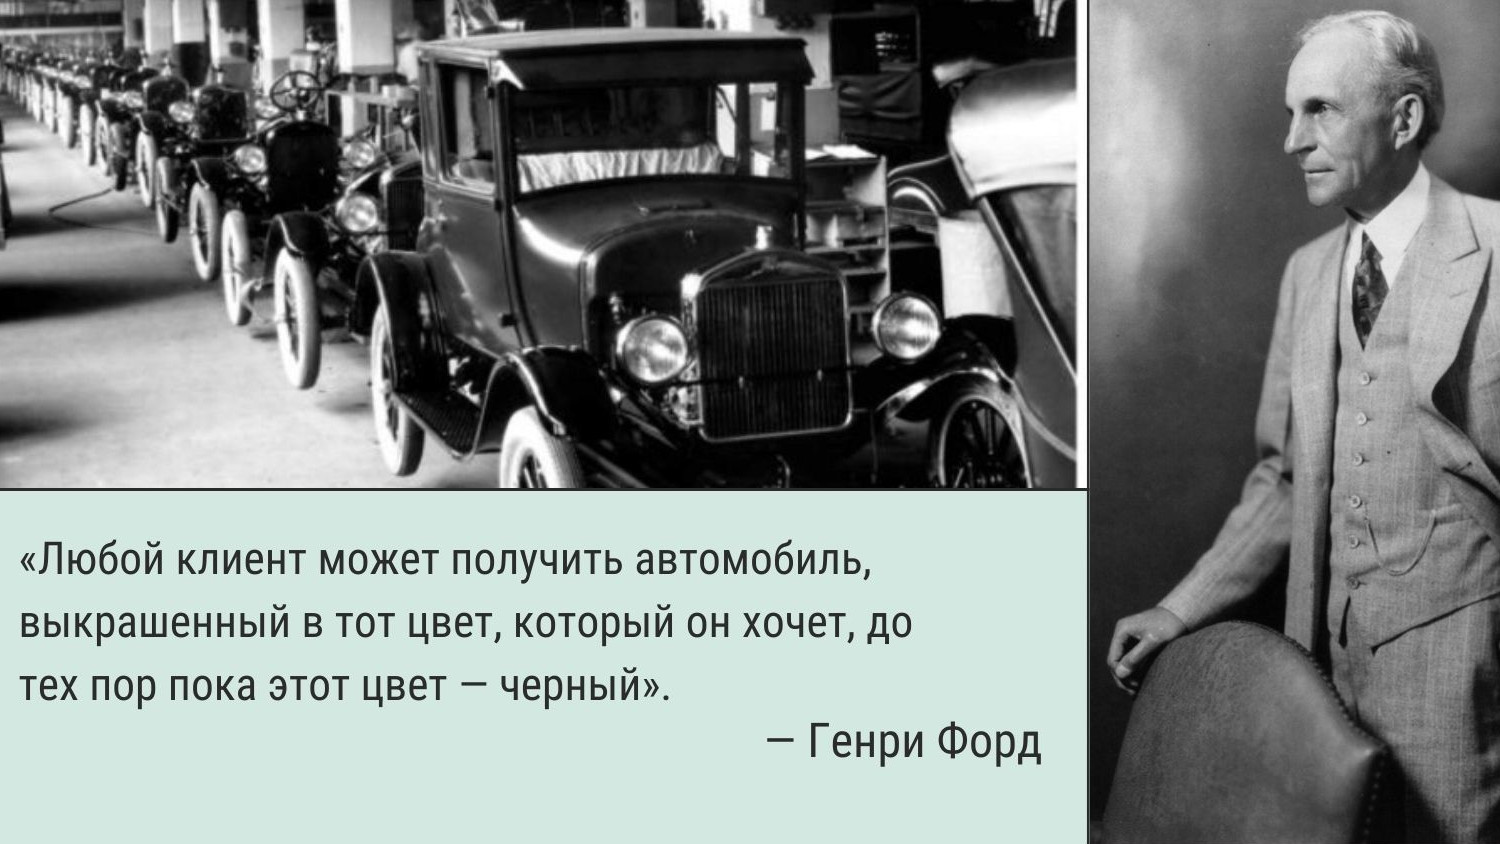 «Любой клиент может получить автомобиль,
выкрашенный в тот цвет, который он хочет, до
тех пор пока этот цвет — черный».
— Генри Форд